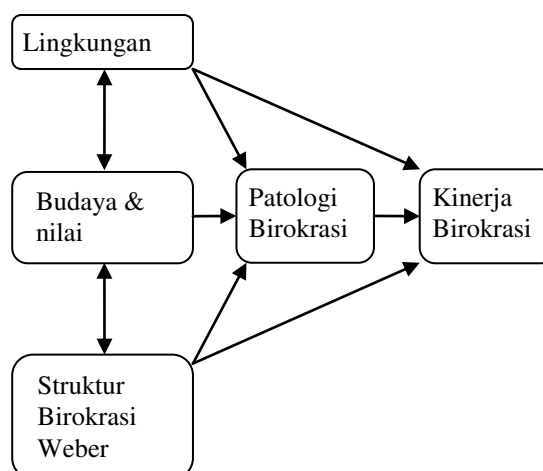 Lingkungan
Budaya &
nilai
Patologi
Birokrasi
Kinerja
Birokrasi
Struktur
Birokrasi
Weber